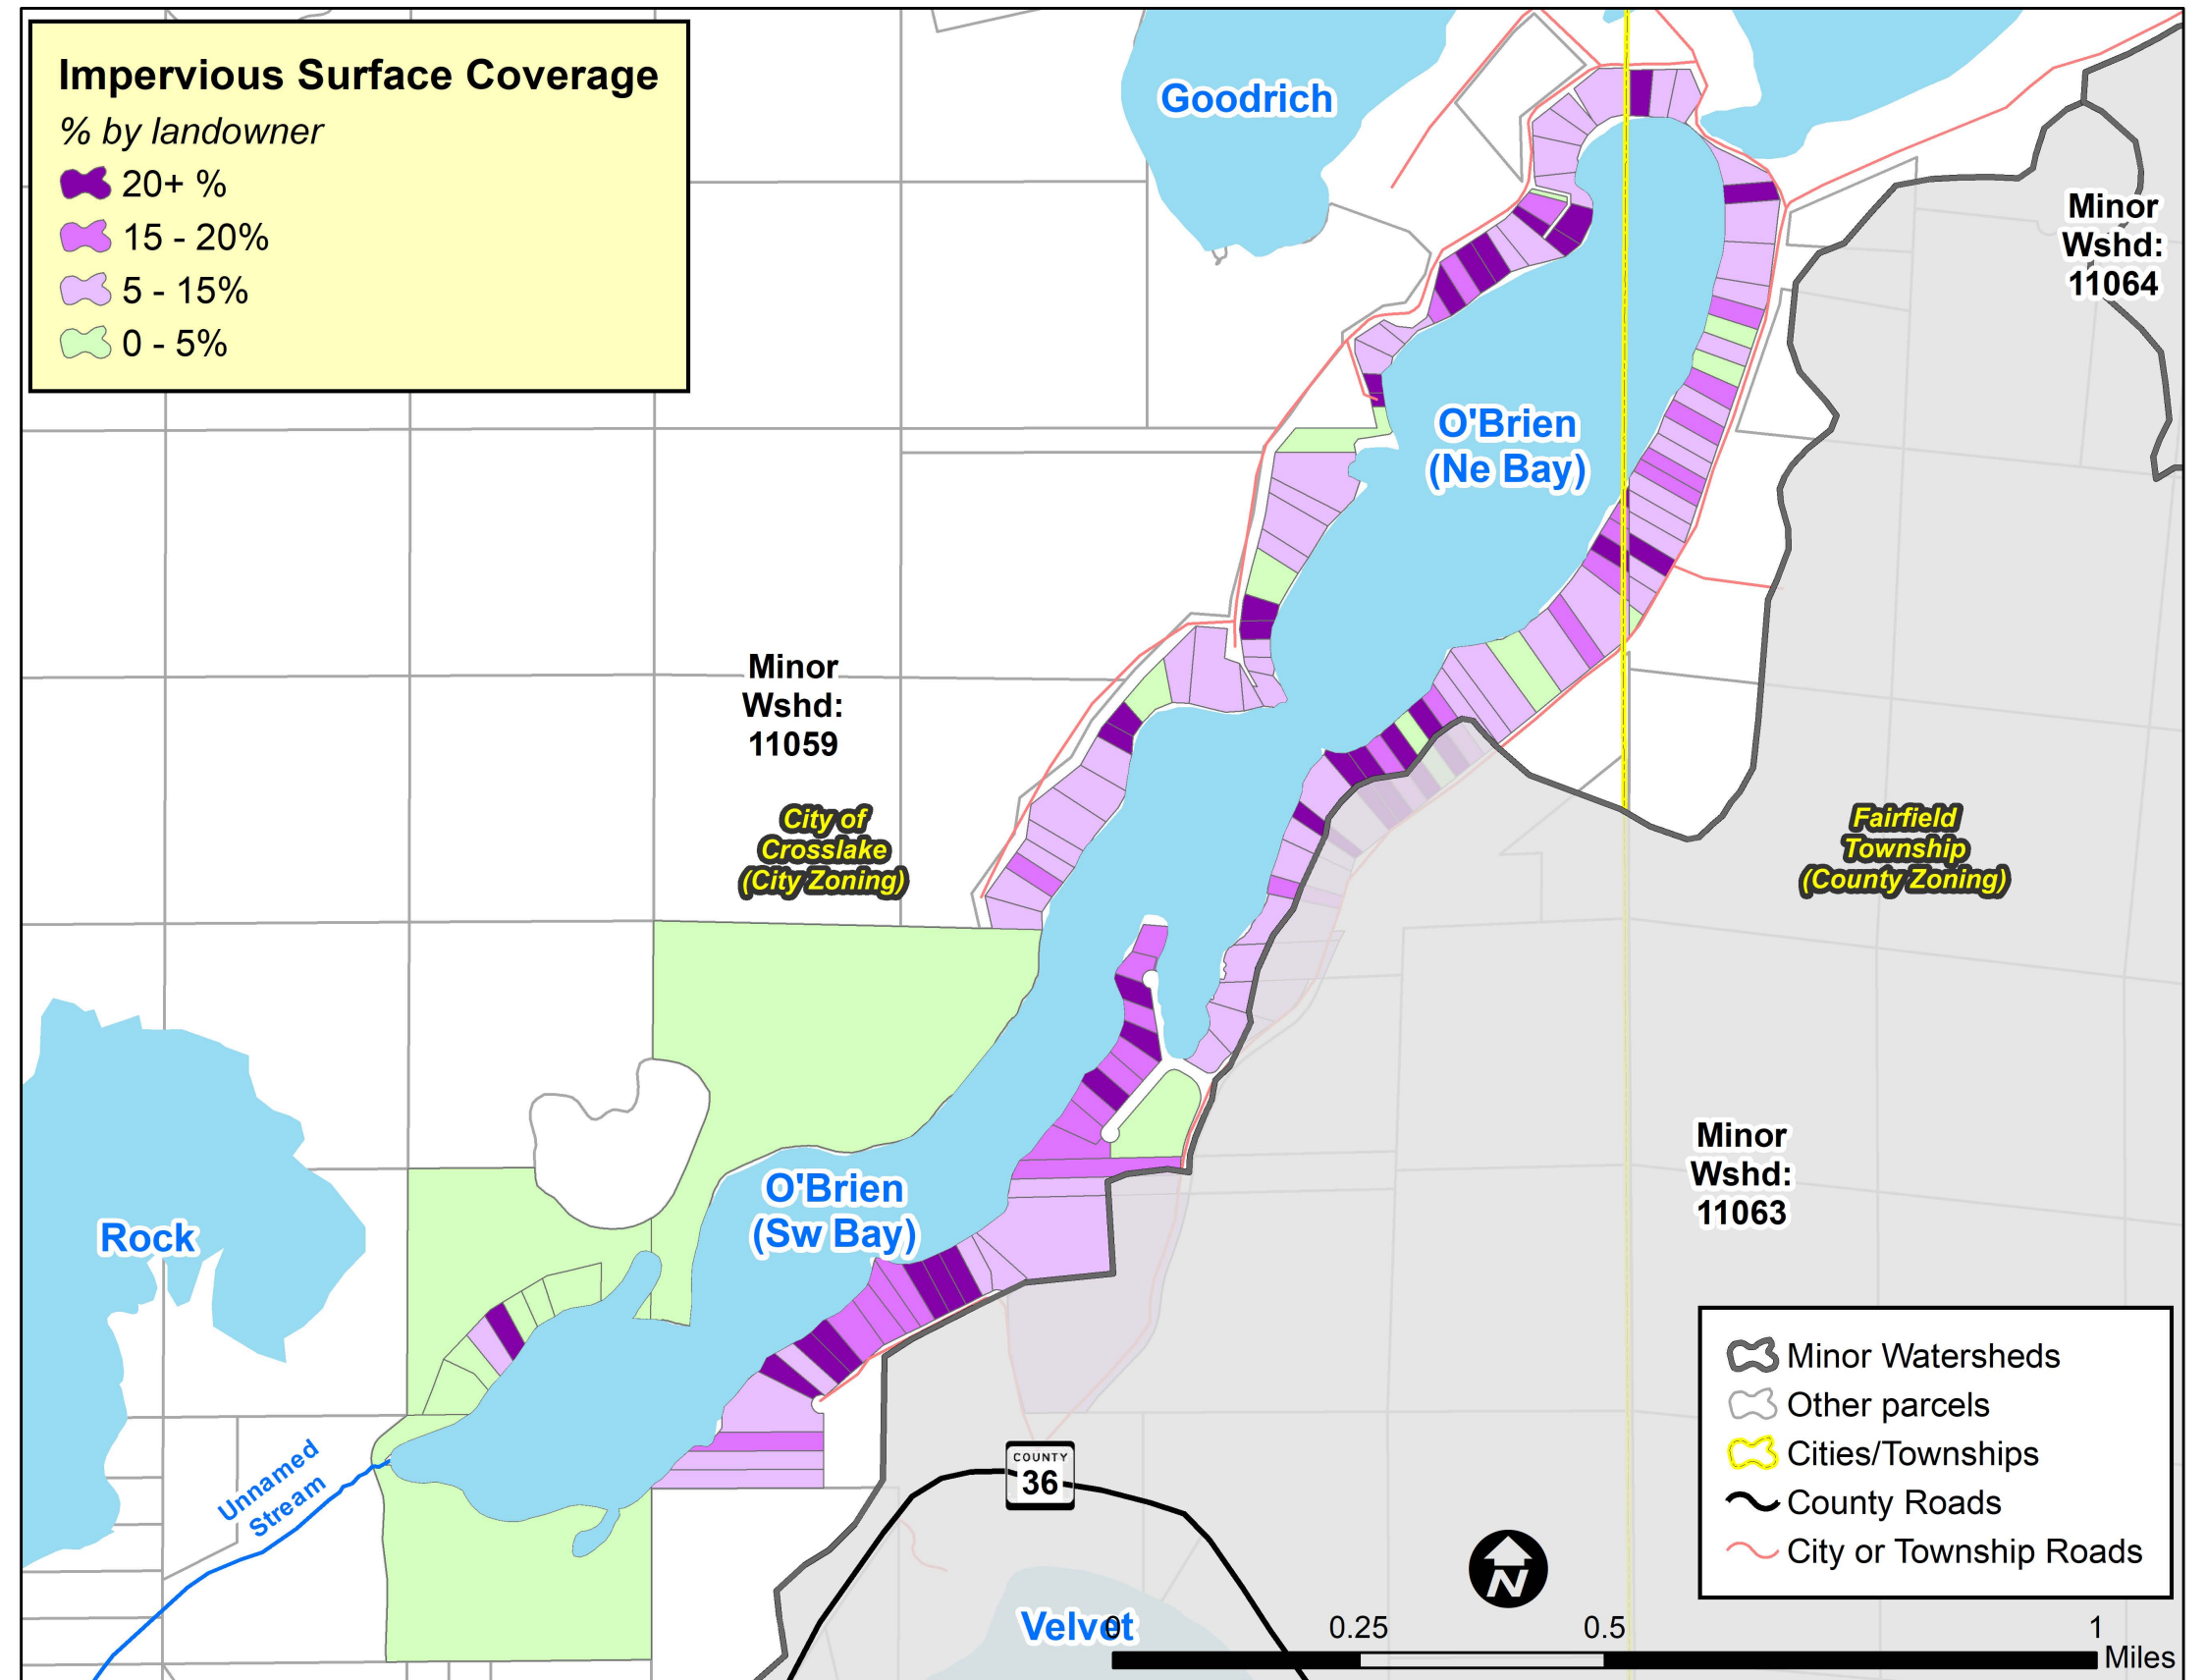 Impervious Surface Coverage
% by landowner
20+ %
15 - 20%
5 - 15%
0 - 5%
Goodrich
Minor
Wshd:
11064
O'Brien
(Ne Bay)
Minor
Wshd:
11059
City of
Crosslake
(City Zoning)
Fairfield
Township
(County Zoning)
Minor
Wshd:
11063
O'Brien
(Sw Bay)
Rock
Unnamed
Stream
COUNTY
36
Velvet
Minor Watersheds
Other parcels
Cities/Townships
County Roads
City or Township Roads
N
0 0.25 0.5 1
Miles